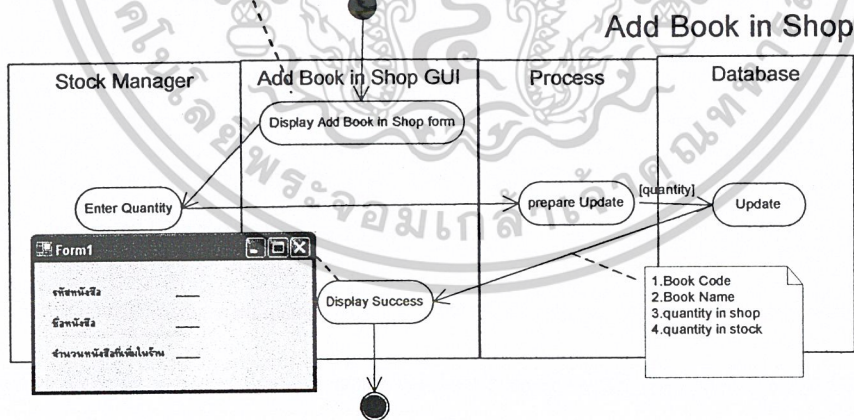 Add Book in Shop
Stock Manager
Add Book in Shop GUI
Process
Database
Display Add Book in Shop form
Enter Quantity
prepare Update
[quantity]
Update
Form1
รหัสหนังสือ
ชื่อหนังสือ
จำนวนหนังสือที่เพิ่มในร้าน
Display Success
1.Book Code
2.Book Name
3.quantity in shop
4.quantity in stock